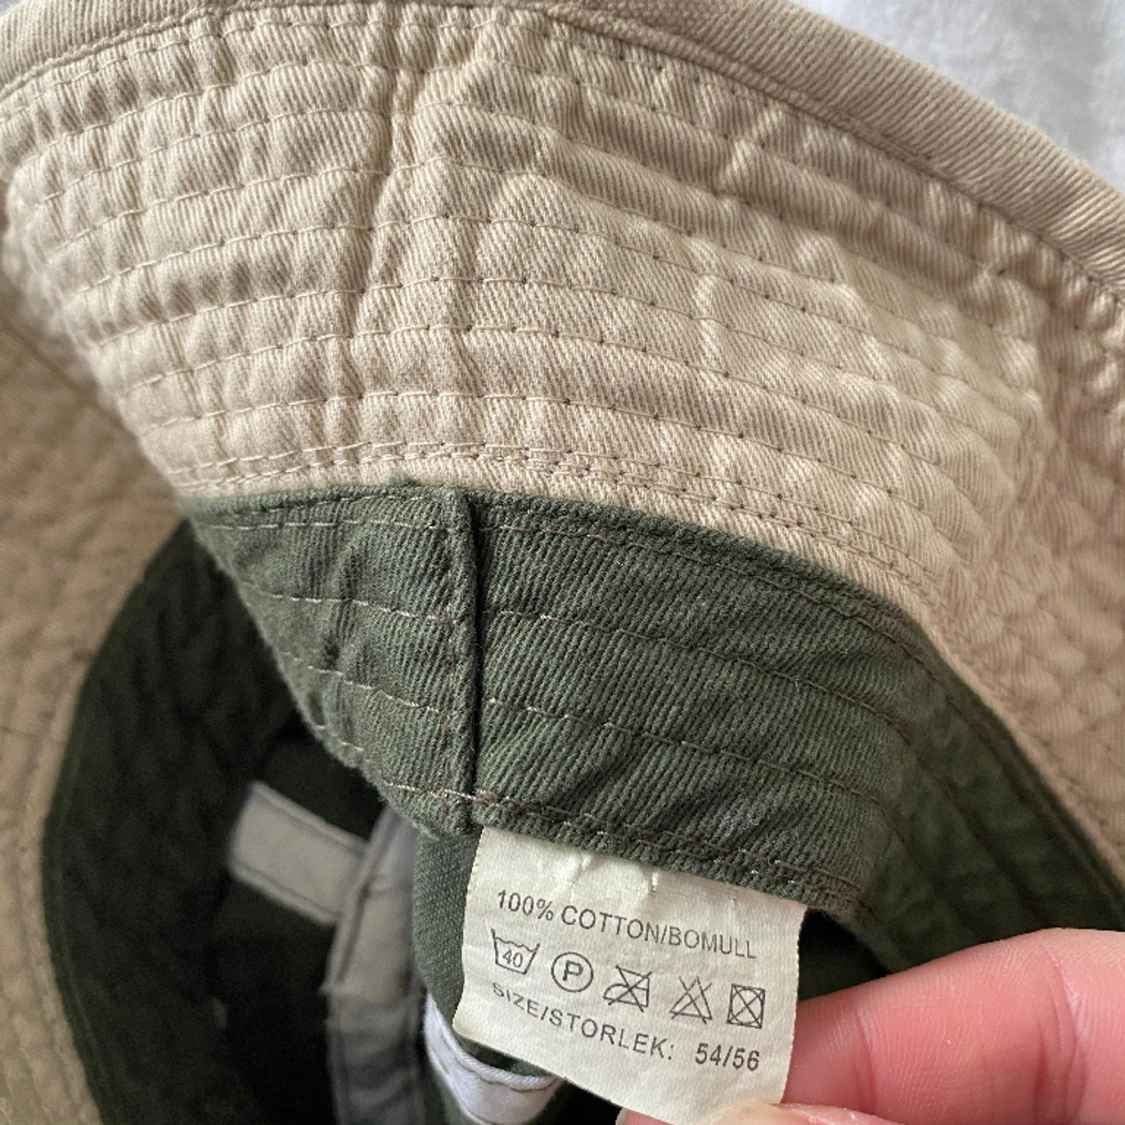 100% COTTON/BOMULL
40 P
SIZE/STORLEK: 54/56